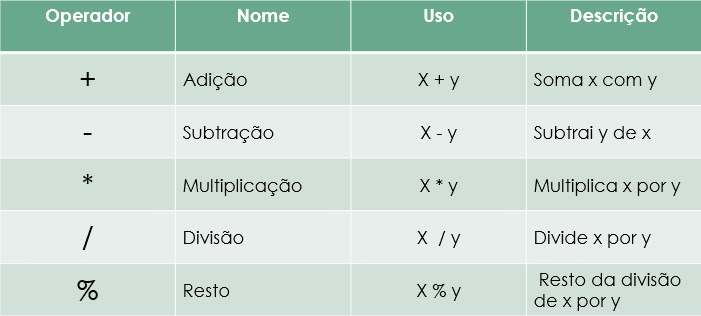 Operador Nome Uso Descrição
+ Adição X + y Soma x com y
- Subtração X - y Subtrai y de x
* Multiplicação X * y Multiplica x por y
/ Divisão X / y Divide x por y
% Resto X % y Resto da divisão
de x por y